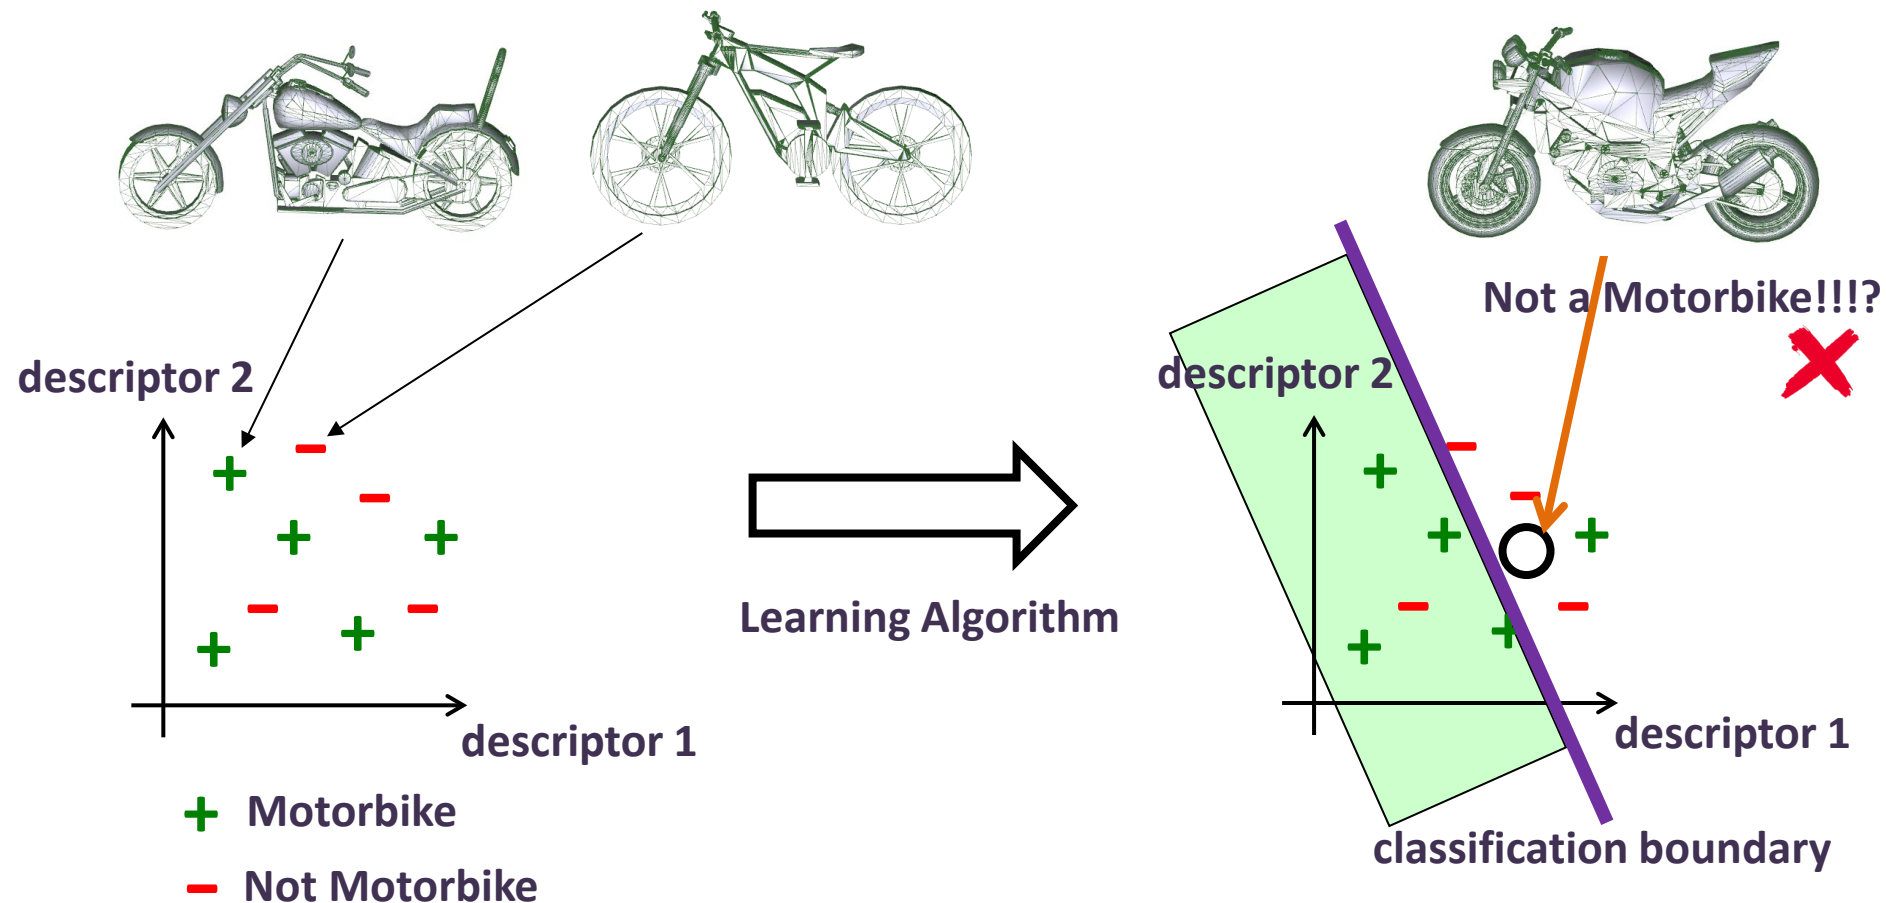 Not a Motorbike!!!?
descriptor 2
descriptor 2
Learning Algorithm
descriptor 1
descriptor 1
Motorbike
classification boundary
Not Motorbike